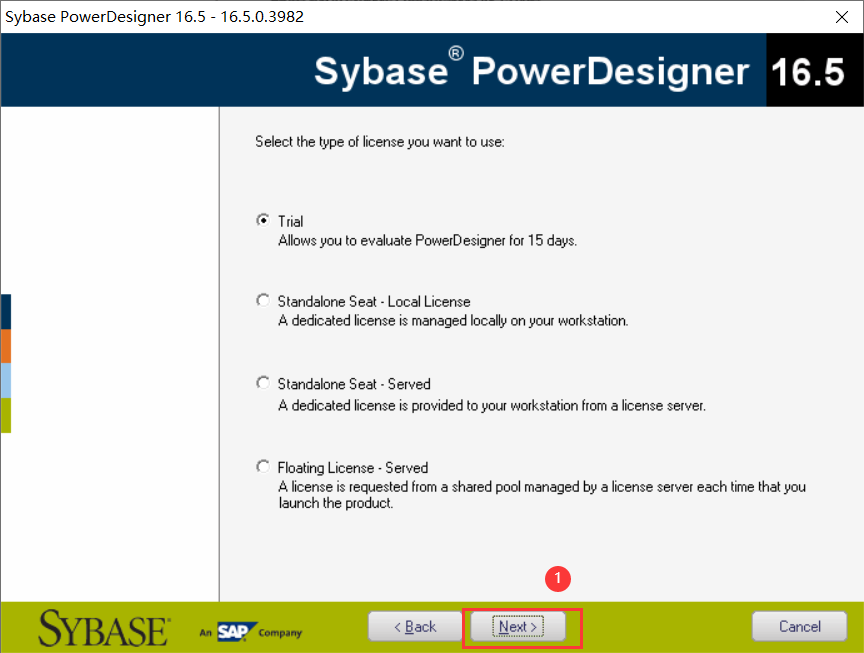 Sybase PowerDesigner 16.5 - 16.5.0.3982
Sybase® PowerDesigner 16.5
Select the type of license you want to use:
Trial
Allows you to evaluate PowerDesigner for 15 days.
Standalone Seat - Local License
A dedicated license is managed locally on your workstation.
Standalone Seat - Served
A dedicated license is provided to your workstation from a license server.
Floating License - Served
A license is requested from a shared pool managed by a license server each time that you
launch the product.
1
SYBASE® An SAP Company
< Back
Next >
Cancel